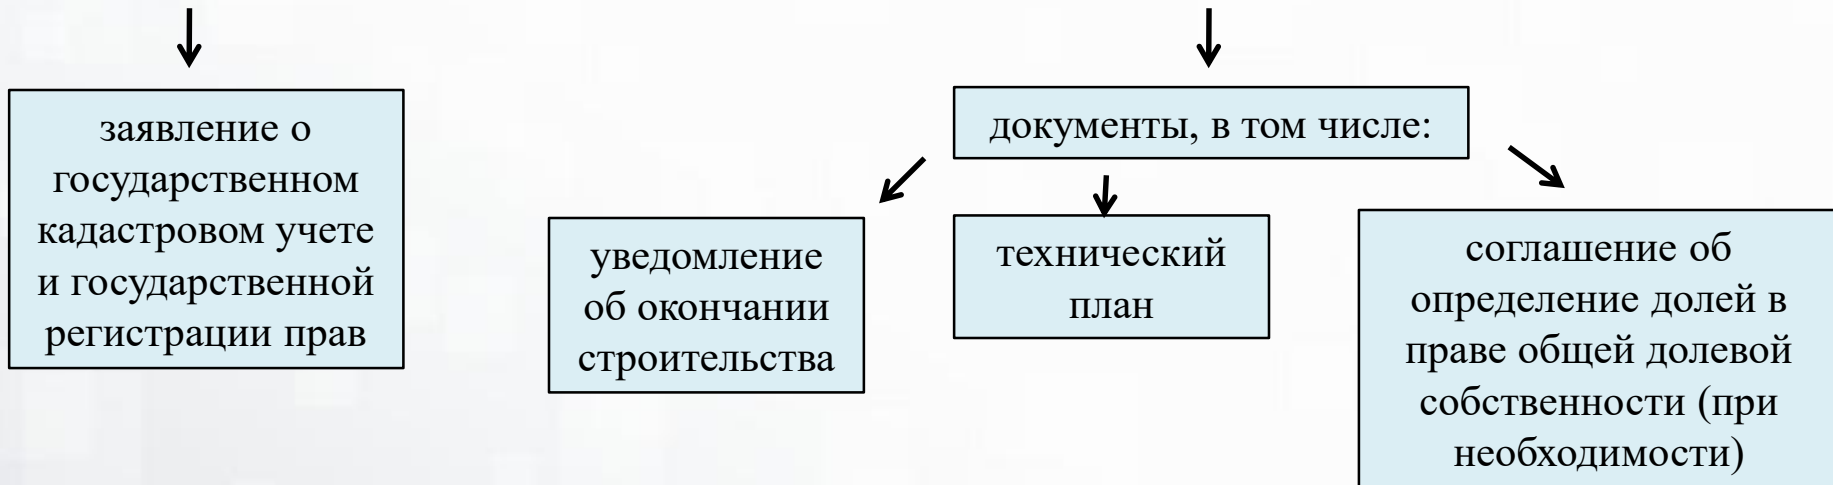 заявление о
государственном
кадастровом учете
и государственной
регистрации прав
документы, в том числе:
уведомление
об окончании
строительства
технический
план
соглашение об
определение долей в
праве общей долевой
собственности (при
необходимости)